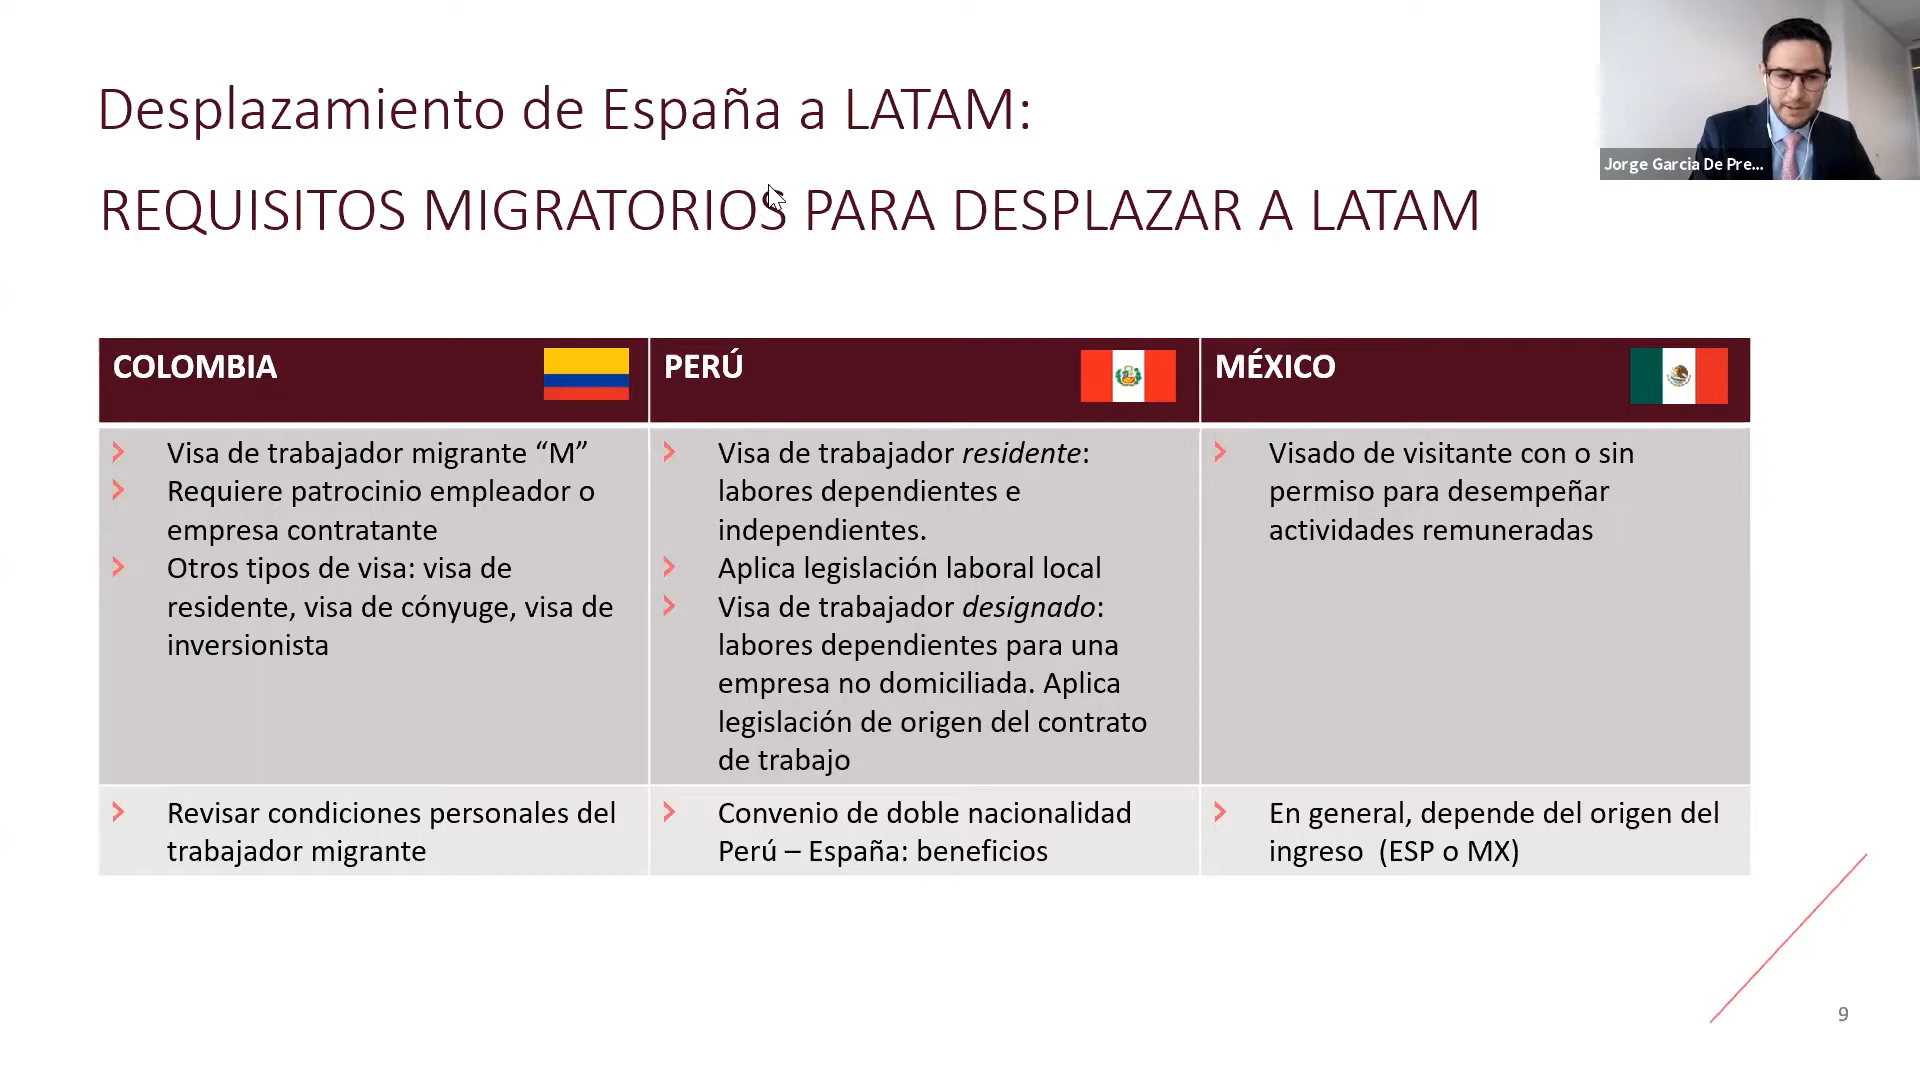 Desplazamiento de España a LATAM:
REQUISITOS MIGRATORIOS PARA DESPLAZAR A LATAM
Jorge Garcia De Pre...
COLOMBIA
Visa de trabajador migrante “M”
Requiere patrocinio empleador o
empresa contratante
Otros tipos de visa: visa de
residente, visa de cónyuge, visa de
inversionista
Revisar condiciones personales del
trabajador migrante
PERÚ
Visa de trabajador residente:
labores dependientes e
independientes.
Aplica legislación laboral local
Visa de trabajador designado:
labores dependientes para una
empresa no domiciliada. Aplica
legislación de origen del contrato
de trabajo
Convenio de doble nacionalidad
Perú – España: beneficios
MÉXICO
Visado de visitante con o sin
permiso para desempeñar
actividades remuneradas
En general, depende del origen del
ingreso (ESP o MX)
9